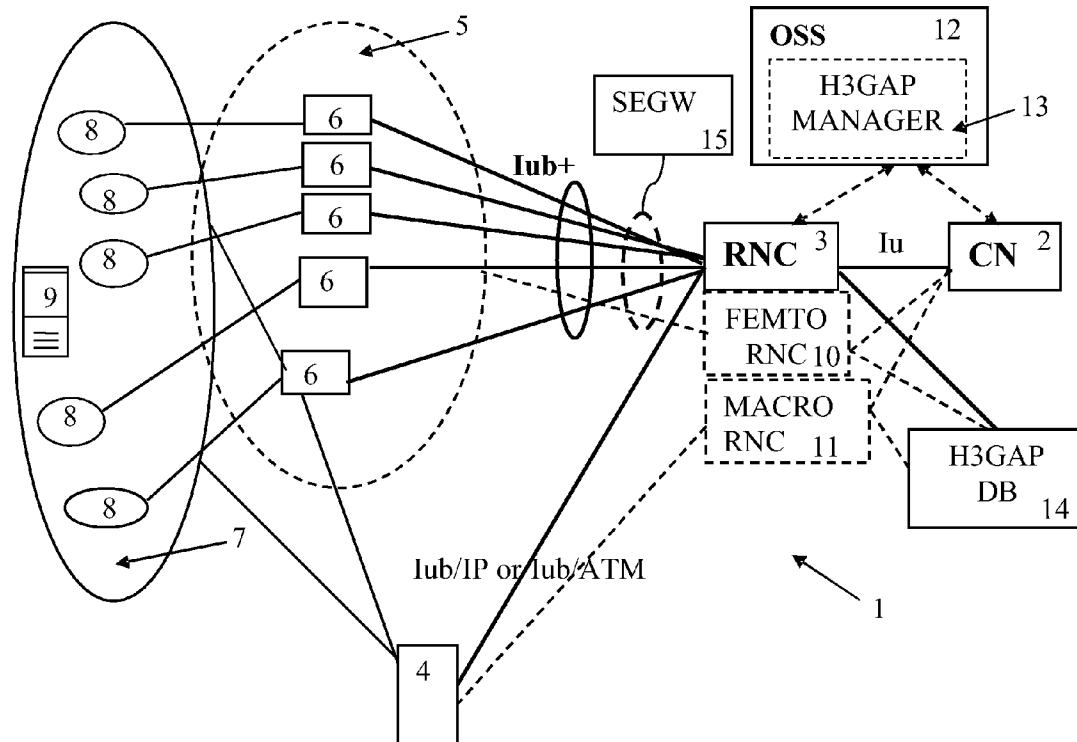 5
OSS
12
H3GAP
MANAGER
13
SEGW
15
8
6
8
6
8
6
Iub+
RNC
3
Iu
CN
2
9
6
FEMTO
RNC
10
8
6
MACRO
RNC
11
H3GAP
DB
14
8
7
Iub/IP or Iub/ATM
1
4